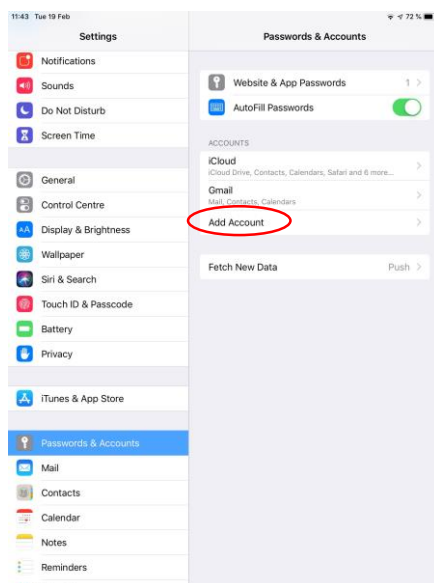 11:43 Tue 19 Feb
72 %
Settings
Notifications
Sounds
Do Not Disturb
Screen Time
General
Control Centre
Display & Brightness
Wallpaper
Siri & Search
Touch ID & Passcode
Battery
Privacy
iTunes & App Store
Passwords & Accounts
Mail
Contacts
Calendar
Notes
Reminders
Passwords & Accounts
Website & App Passwords 1
AutoFill Passwords
ACCOUNTS
iCloud
iCloud Drive, Contacts, Calendars, Safari and 6 more...
Gmail
Mail, Contacts, Calendars
Add Account
Fetch New Data Push